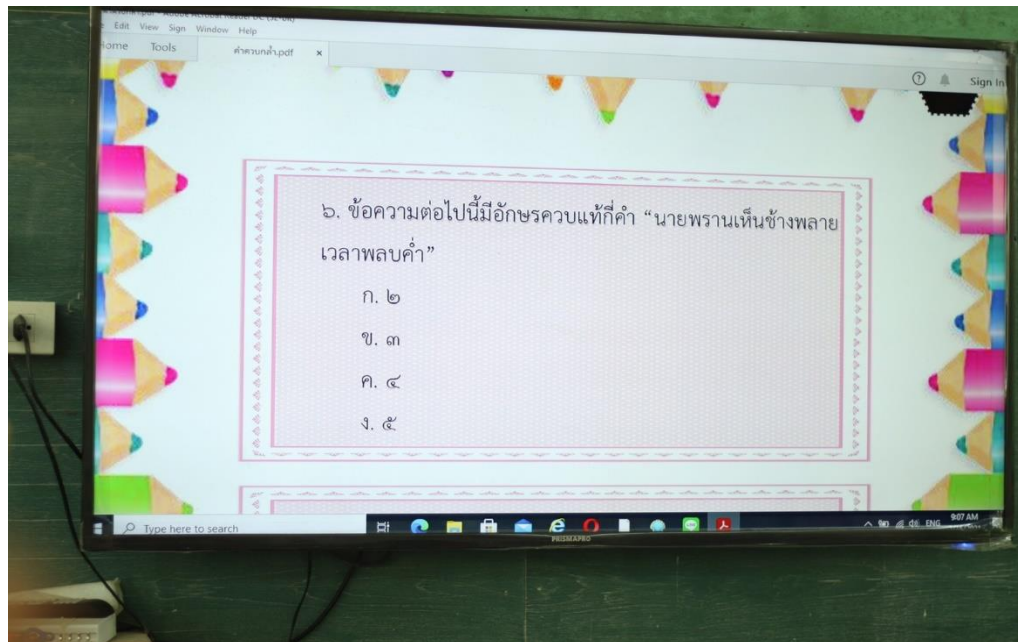 Edit View Sign Window Help
Home Tools คำควบกล้ำ.pdf x
Sign In
๖. ข้อความต่อไปนี้มีอักษรควบแท้กี่คำ “นายพรานเห็นช้างพลาย
เวลาพลบค่ำ”
ก. ๒
ข. ๓
ค. ๔
ง. ๕
Type here to search
ENG 9:07 AM
PRISMAPRO